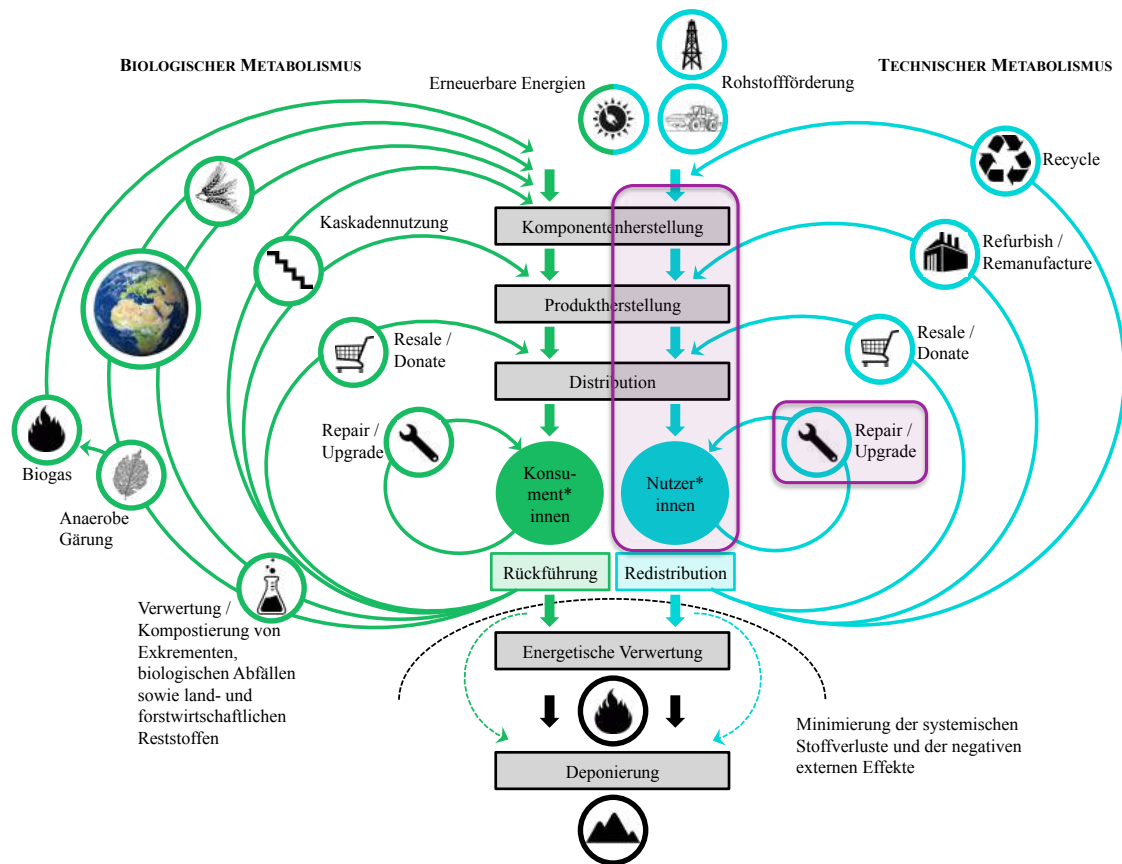 BIOLOGISCHER METABOLISMUS
TECHNISCHER METABOLISMUS
Erneuerbare Energien
Rohstoffförderung
Recycle
Kaskadennutzung
Komponentenherstellung
Refurbish /
Remanufacture
Produktherstellung
Resale /
Donate
Resale /
Donate
Distribution
Repair /
Upgrade
Repair /
Upgrade
Biogas
Konsu-
ment*
innen
Nutzer*
innen
Anaerobe
Gärung
Rückführung
Redistribution
Verwertung /
Kompostierung von
Exkrementen,
biologischen Abfällen
sowie land- und
forstwirtschaftlichen
Reststoffen
Energetische Verwertung
Minimierung der systemischen
Stoffverluste und der negativen
externen Effekte
Deponierung